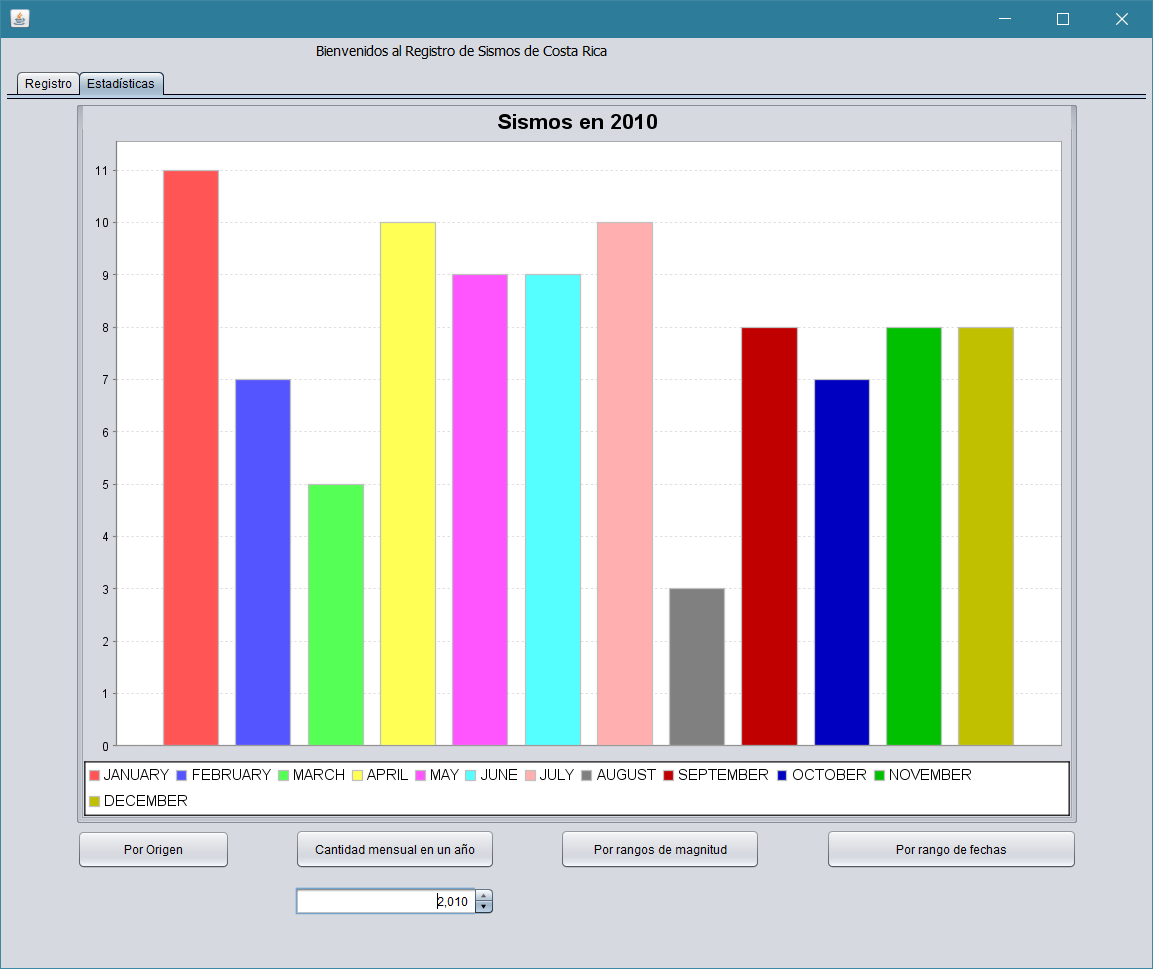 Bienvenidos al Registro de Sismos de Costa Rica
Registro Estadísticas
Sismos en 2010
11
10
9
8
7
6
5
4
3
2
1
0
JANUARY FEBRUARY MARCH APRIL MAY JUNE JULY AUGUST SEPTEMBER OCTOBER NOVEMBER
DECEMBER
Por Origen Cantidad mensual en un año Por rangos de magnitud Por rango de fechas
2,010